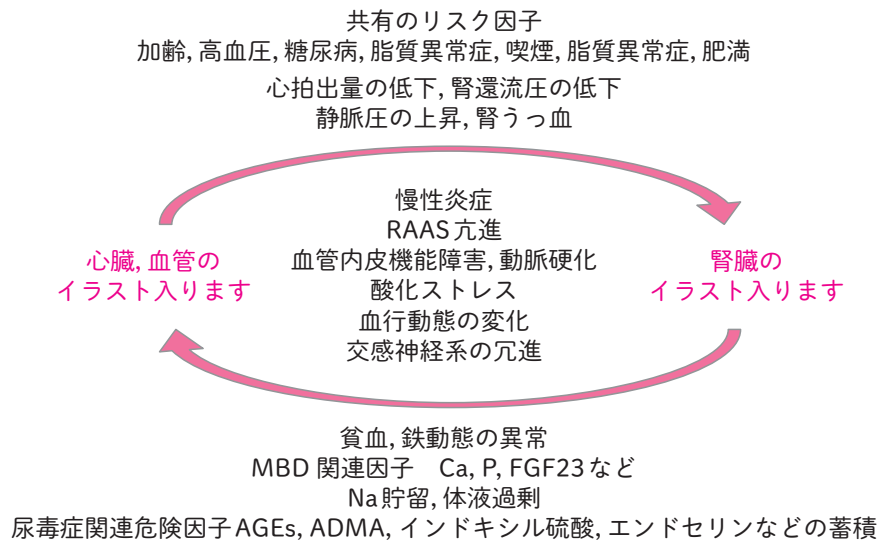 共有のリスク因子
加齢, 高血圧, 糖尿病, 脂質異常症, 喫煙, 脂質異常症, 肥満
心拍出量の低下, 腎還流圧の低下
静脈圧の上昇, 腎うっ血
慢性炎症
RAAS亢進
血管内皮機能障害, 動脈硬化
酸化ストレス
血行動態の変化
交感神経系の冗進
心臓, 血管の
イラスト入ります
腎臓の
イラスト入ります
貧血, 鉄動態の異常
MBD 関連因子　Ca, P, FGF23など
Na貯留, 体液過剰
尿毒症関連危険因子AGEs, ADMA, インドキシル硫酸, エンドセリンなどの蓄積